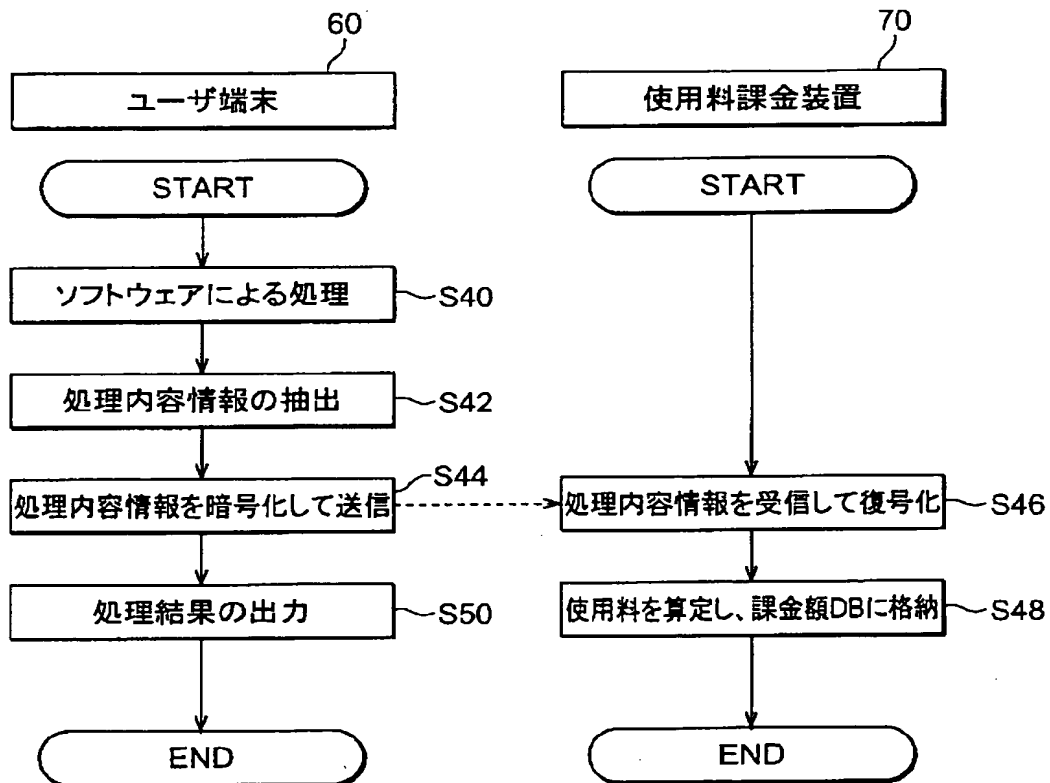 60
ユーザ端末
START
ソフトウェアによる処理
S40
処理内容情報の抽出
S42
処理内容情報を暗号化して送信
S44
処理結果の出力
S50
END
70
使用料課金装置
START
処理内容情報を受信して復号化
S46
使用料を算定し、課金額DBに格納
S48
END